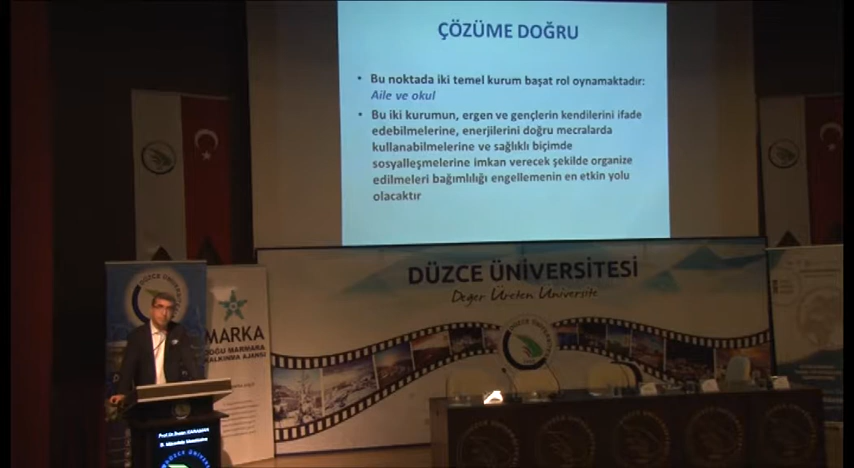 ÇÖZÜME DOĞRU
• Bu noktada iki temel kurum başat rol oynamaktadır:
Aile ve okul
• Bu iki kurumun, ergen ve gençlerin kendilerini ifade
edebilmelerine, enerjilerini doğru mecralarda
kullanabilmelerine ve sağlıklı biçimde
sosyalleşmelerine imkan verecek şekilde organize
edilmeleri bağımlılığı engellemenin en etkin yolu
olacaktır
DÜZCE ÜNİVERSİTESİ
Değer Üreten Üniversite
MARKA
DOĞU MARMARA
KALKINMA AJANSI